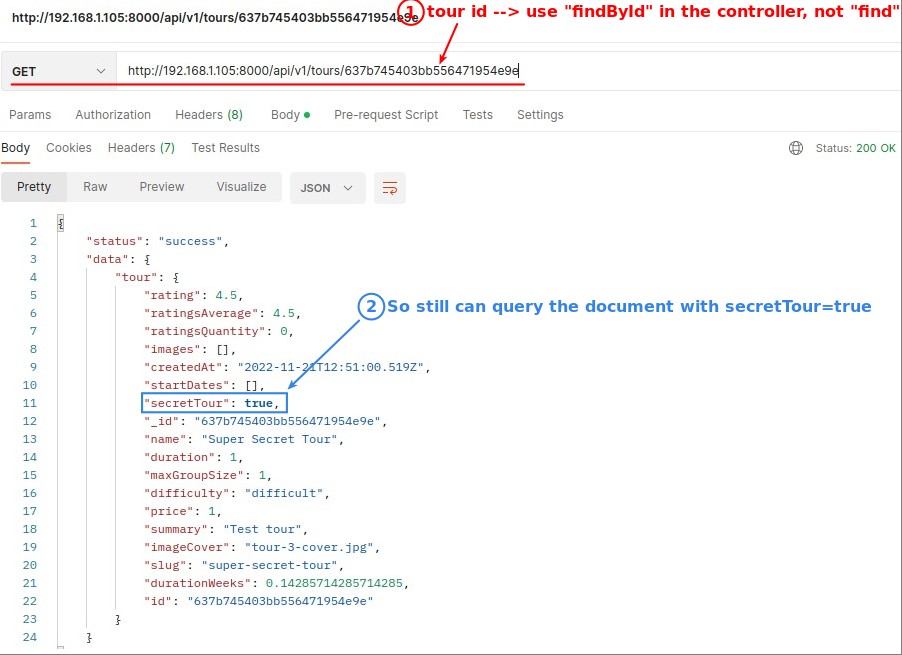 http://192.168.1.105:8000/api/v1/tours/637b745403bb556471954e9e
1 tour id --> use "findById" in the controller, not "find"
GET http://192.168.1.105:8000/api/v1/tours/637b745403bb556471954e9e
Params Authorization Headers (8) Body Pre-request Script Tests Settings
Body Cookies Headers (7) Test Results Status: 200 OK
Pretty Raw Preview Visualize JSON
1 {
2 "status": "success",
3 "data": {
4 "tour": {
5 "rating": 4.5,
2 So still can query the document with secretTour=true
6 "ratingsAverage": 4.5,
7 "ratingsQuantity": 0,
8 "images": [],
9 "createdAt": "2022-11-21T12:51:00.519Z",
10 "startDates": [],
11 "secretTour": true,
12 "_id": "637b745403bb556471954e9e",
13 "name": "Super Secret Tour",
14 "duration": 1,
15 "maxGroupSize": 1,
16 "difficulty": "difficult",
17 "price": 1,
18 "summary": "Test tour",
19 "imageCover": "tour-3-cover.jpg",
20 "slug": "super-secret-tour",
21 "durationWeeks": 0.14285714285714285,
22 "id": "637b745403bb556471954e9e"
23 }
24 }